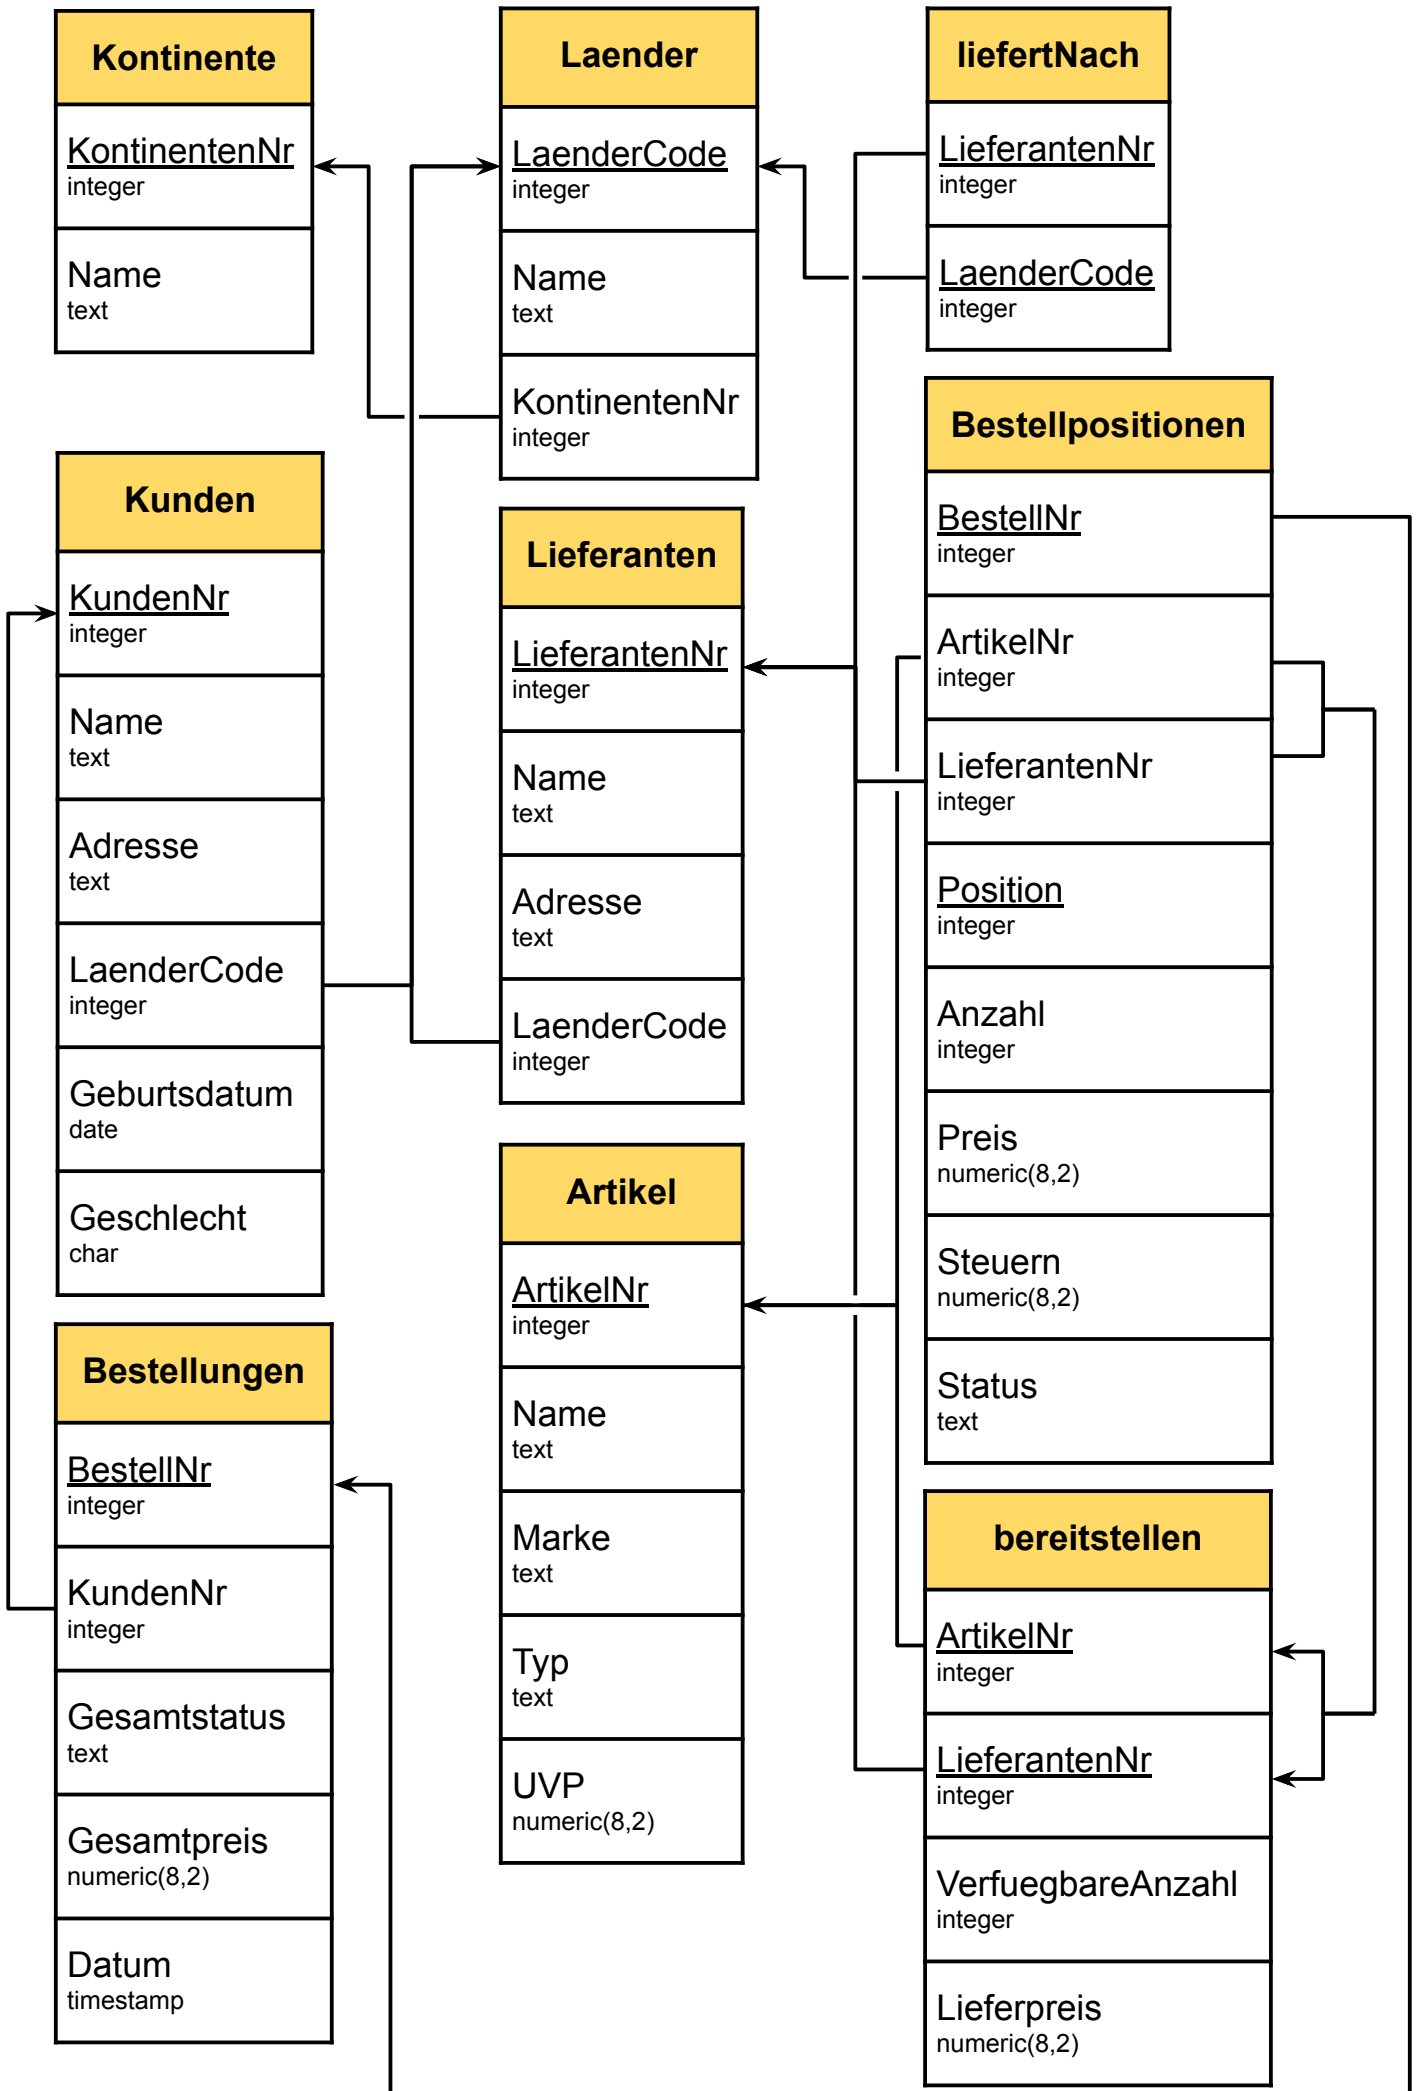 Kontinente
KontinentenNr
integer
Name
text
Laender
LaenderCode
integer
Name
text
KontinentenNr
integer
liefertNach
LieferantenNr
integer
LaenderCode
integer
Kunden
KundenNr
integer
Name
text
Adresse
text
LaenderCode
integer
Geburtsdatum
date
Geschlecht
char
Lieferanten
LieferantenNr
integer
Name
text
Adresse
text
LaenderCode
integer
Bestellpositionen
BestellNr
integer
ArtikelNr
integer
LieferantenNr
integer
Position
integer
Anzahl
integer
Preis
numeric(8,2)
Steuern
numeric(8,2)
Status
text
Bestellungen
BestellNr
integer
KundenNr
integer
Gesamtstatus
text
Gesamtpreis
numeric(8,2)
Datum
timestamp
Artikel
ArtikelNr
integer
Name
text
Marke
text
Typ
text
UVP
numeric(8,2)
bereitstellen
ArtikelNr
integer
LieferantenNr
integer
VerfuegbareAnzahl
integer
Lieferpreis
numeric(8,2)